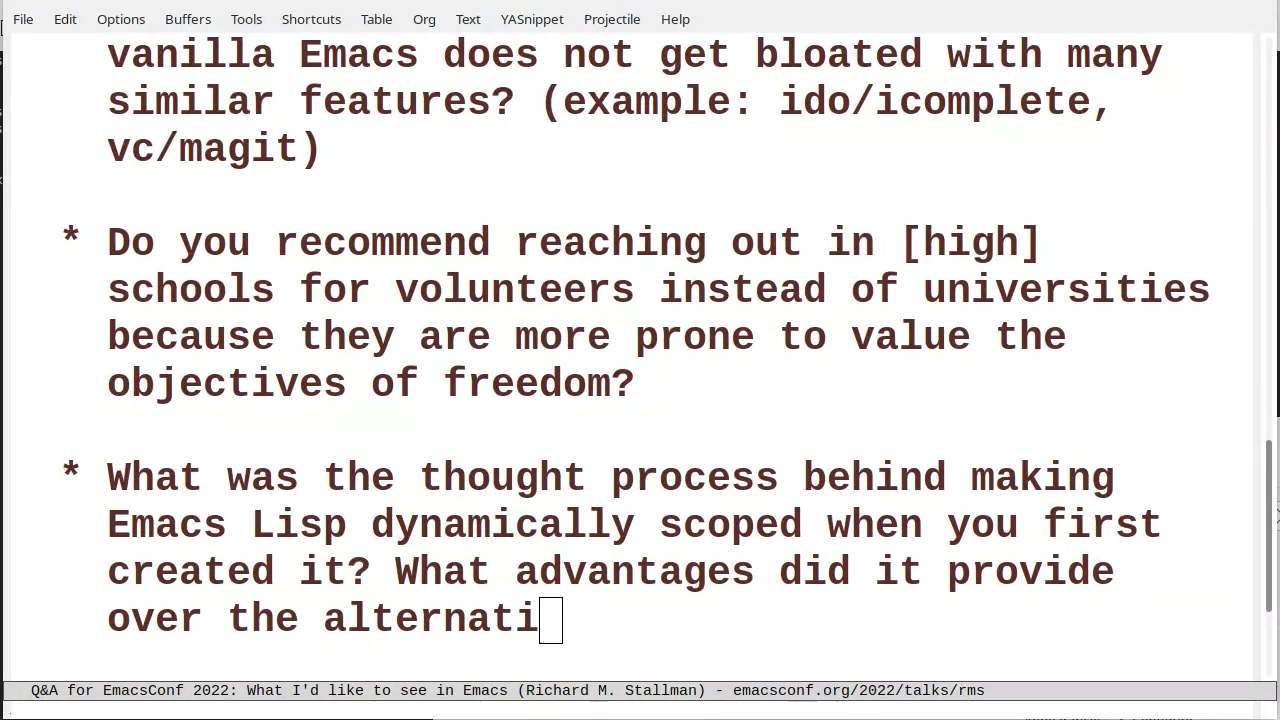 File Edit Options Buffers Tools Shortcuts Table Org Text YASnippet Projectile Help
vanilla Emacs does not get bloated with many
similar features? (example: ido/icomplete,
vc/magit)
* Do you recommend reaching out in [high]
schools for volunteers instead of universities
because they are more prone to value the
objectives of freedom?
* What was the thought process behind making
Emacs Lisp dynamically scoped when you first
created it? What advantages did it provide
over the alternati
Q&A for EmacsConf 2022: What I'd like to see in Emacs (Richard M. Stallman) - emacsconf.org/2022/talks/rms